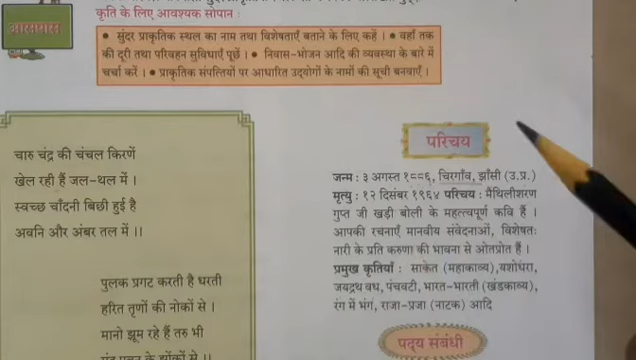 कृति के लिए आवश्यक सोपान :
आसपास
● सुंदर प्राकृतिक स्थल का नाम तथा विशेषताएँ बताने के लिए कहें । ● वहाँ तक
की दूरी तथा परिवहन सुविधाएँ पूछें । ● निवास-भोजन आदि की व्यवस्था के बारे में
चर्चा करें । ● प्राकृतिक संपत्तियों पर आधारित उद्योगों के नामों की सूची बनवाएँ ।
चारु चंद्र की चंचल किरणें
खेल रही हैं जल-थल में ।
स्वच्छ चाँदनी बिछी हुई है
अवनि और अंबर तल में ।।
पुलक प्रगट करती है धरती
हरित तृणों की नोकों से ।
मानो झूम रहे हैं तरु भी
मंद पवन के झोंकों से ।।
परिचय
जन्म : ३ अगस्त १८८६, चिरगाँव, झाँसी (उ.प्र.)
मृत्यु : १२ दिसंबर १९६४ परिचय : मैथिलीशरण
गुप्त जी खड़ी बोली के महत्त्वपूर्ण कवि हैं ।
आपकी रचनाएँ मानवीय संवेदनाओं, विशेषतः
नारी के प्रति करुणा की भावना से ओतप्रोत हैं ।
प्रमुख कृतियाँ : साकेत (महाकाव्य),यशोधरा,
जयद्रथ वध, पंचवटी, भारत-भारती (खंडकाव्य),
रंग में भंग, राजा-प्रजा (नाटक) आदि
पद्य संबंधी